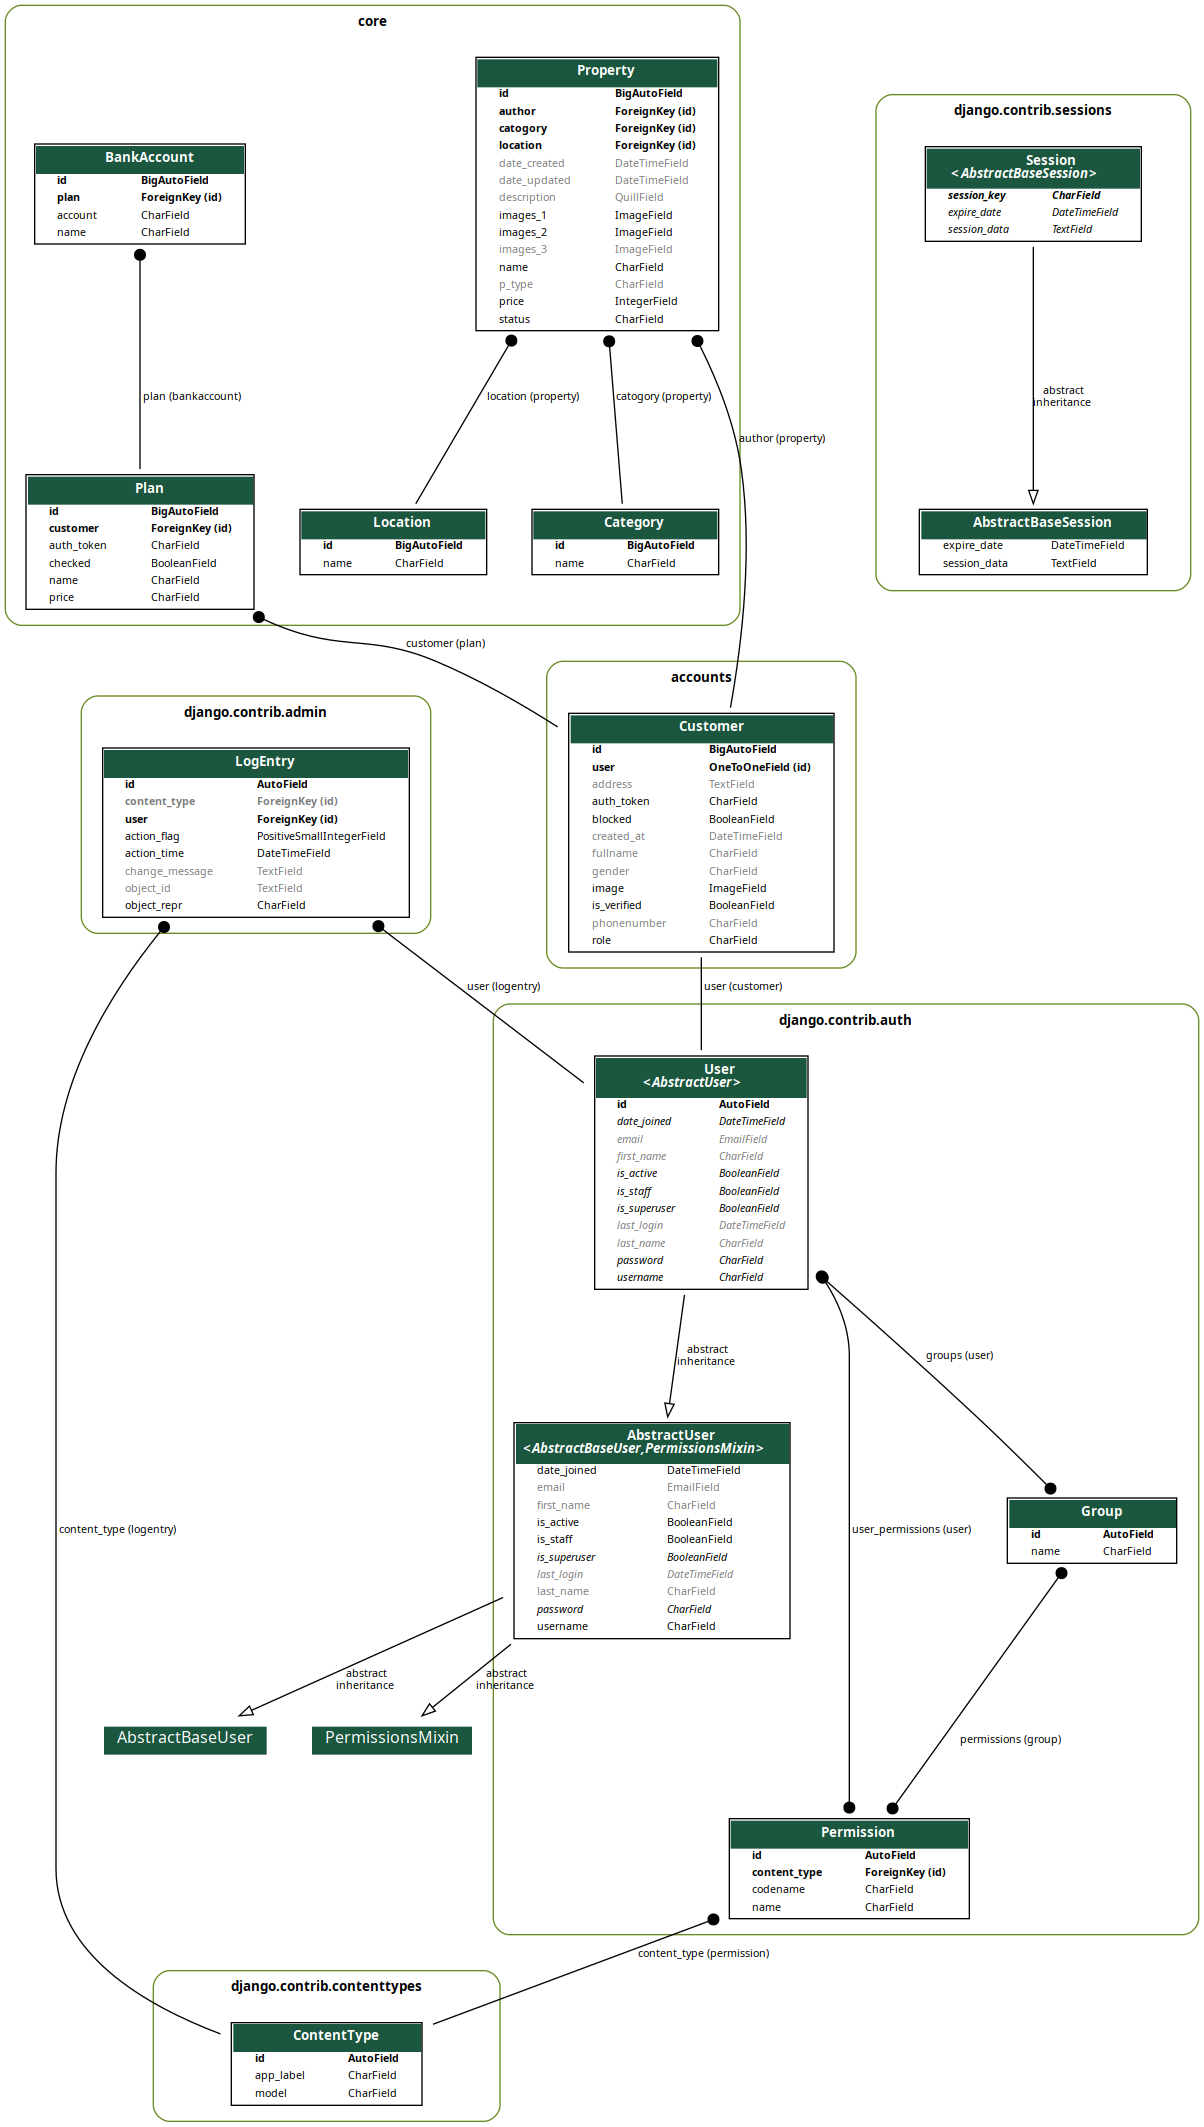 core
Property
id BigAutoField
author ForeignKey (id)
catogory ForeignKey (id)
location ForeignKey (id)
date_created DateTimeField
date_updated DateTimeField
description QuillField
images_1 ImageField
images_2 ImageField
images_3 ImageField
name CharField
p_type CharField
price IntegerField
status CharField
BankAccount
id BigAutoField
plan ForeignKey (id)
account CharField
name CharField
plan (bankaccount)
location (property)
catogory (property)
author (property)
Plan
id BigAutoField
customer ForeignKey (id)
auth_token CharField
checked BooleanField
name CharField
price CharField
Location
id BigAutoField
name CharField
Category
id BigAutoField
name CharField
django.contrib.sessions
Session
<AbstractBaseSession>
session_key CharField
expire_date DateTimeField
session_data TextField
abstract
inheritance
AbstractBaseSession
expire_date DateTimeField
session_data TextField
customer (plan)
accounts
Customer
id BigAutoField
user OneToOneField (id)
address TextField
auth_token CharField
blocked BooleanField
created_at DateTimeField
fullname CharField
gender CharField
image ImageField
is_verified BooleanField
phonenumber CharField
role CharField
django.contrib.admin
LogEntry
id AutoField
content_type ForeignKey (id)
user ForeignKey (id)
action_flag PositiveSmallIntegerField
action_time DateTimeField
change_message TextField
object_id TextField
object_repr CharField
user (logentry)
user (customer)
django.contrib.auth
User
<AbstractUser>
id AutoField
date_joined DateTimeField
email EmailField
first_name CharField
is_active BooleanField
is_staff BooleanField
is_superuser BooleanField
last_login DateTimeField
last_name CharField
password CharField
username CharField
abstract
inheritance
groups (user)
AbstractUser
<AbstractBaseUser,PermissionsMixin>
date_joined DateTimeField
email EmailField
first_name CharField
is_active BooleanField
is_staff BooleanField
is_superuser BooleanField
last_login DateTimeField
last_name CharField
password CharField
username CharField
content_type (logentry)
user_permissions (user)
Group
id AutoField
name CharField
abstract
inheritance
abstract
inheritance
AbstractBaseUser
PermissionsMixin
permissions (group)
Permission
id AutoField
content_type ForeignKey (id)
codename CharField
name CharField
content_type (permission)
django.contrib.contenttypes
ContentType
id AutoField
app_label CharField
model CharField